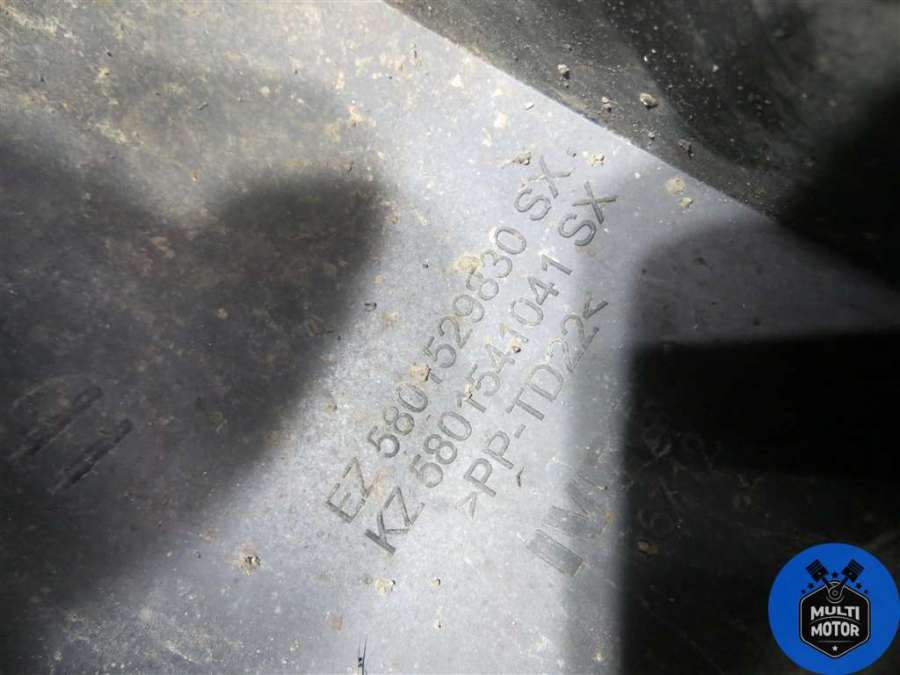 EZ 5801529830 SX
KZ 5801541041 SX
>PP-TD22<
MULTI
MOTOR